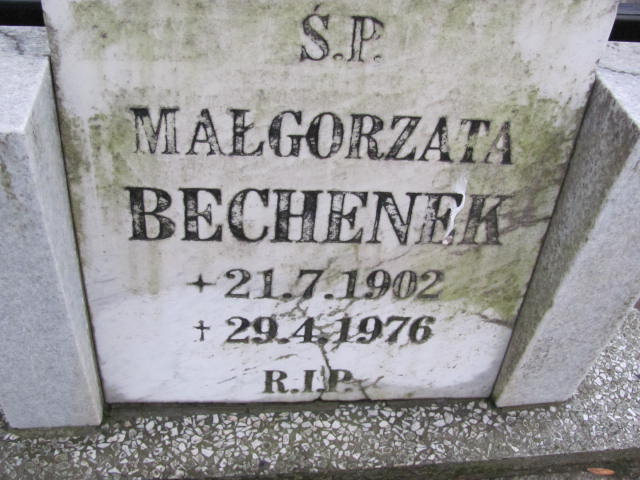 Ś.P.
MAŁGORZATA
BECHENEK
+ 21.7.1902
† 29.4.1976
R.I.P.